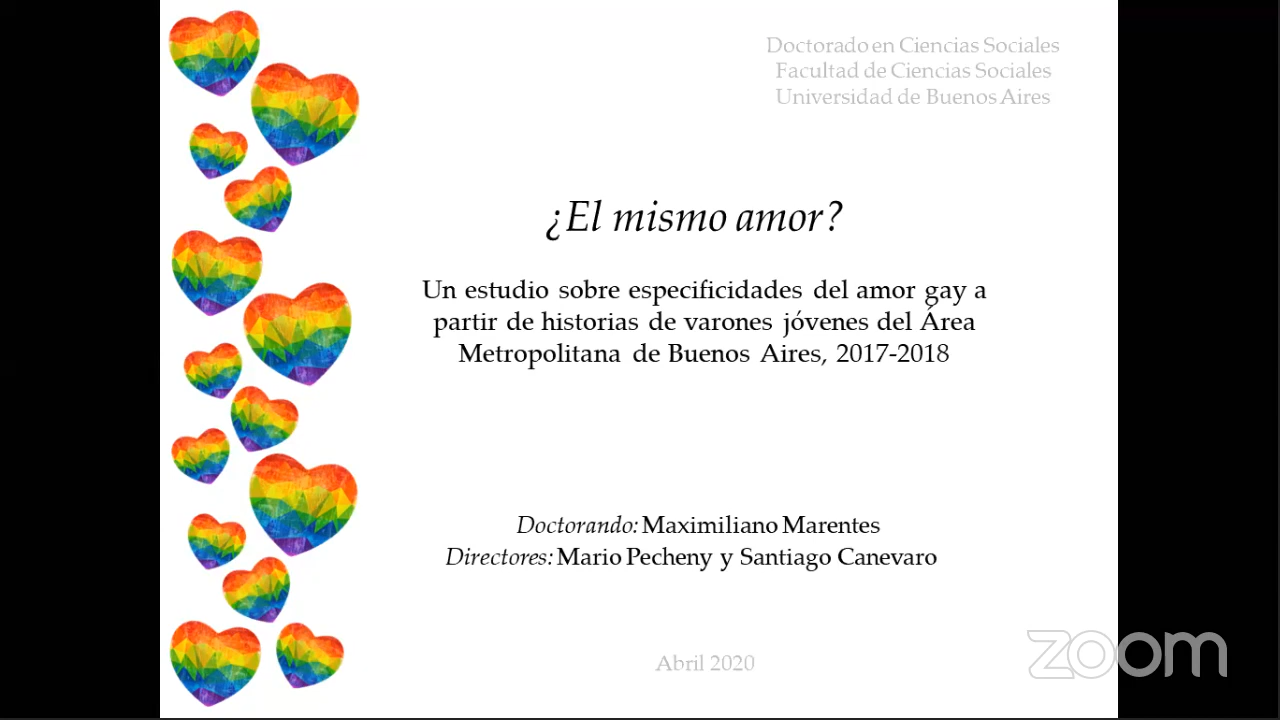 Doctorado en Ciencias Sociales
Facultad de Ciencias Sociales
Universidad de Buenos Aires
¿El mismo amor?
Un estudio sobre especificidades del amor gay a
partir de historias de varones jóvenes del Área
Metropolitana de Buenos Aires, 2017-2018
Doctorando: Maximiliano Marentes
Directores: Mario Pecheny y Santiago Canevaro
Abril 2020
zoom